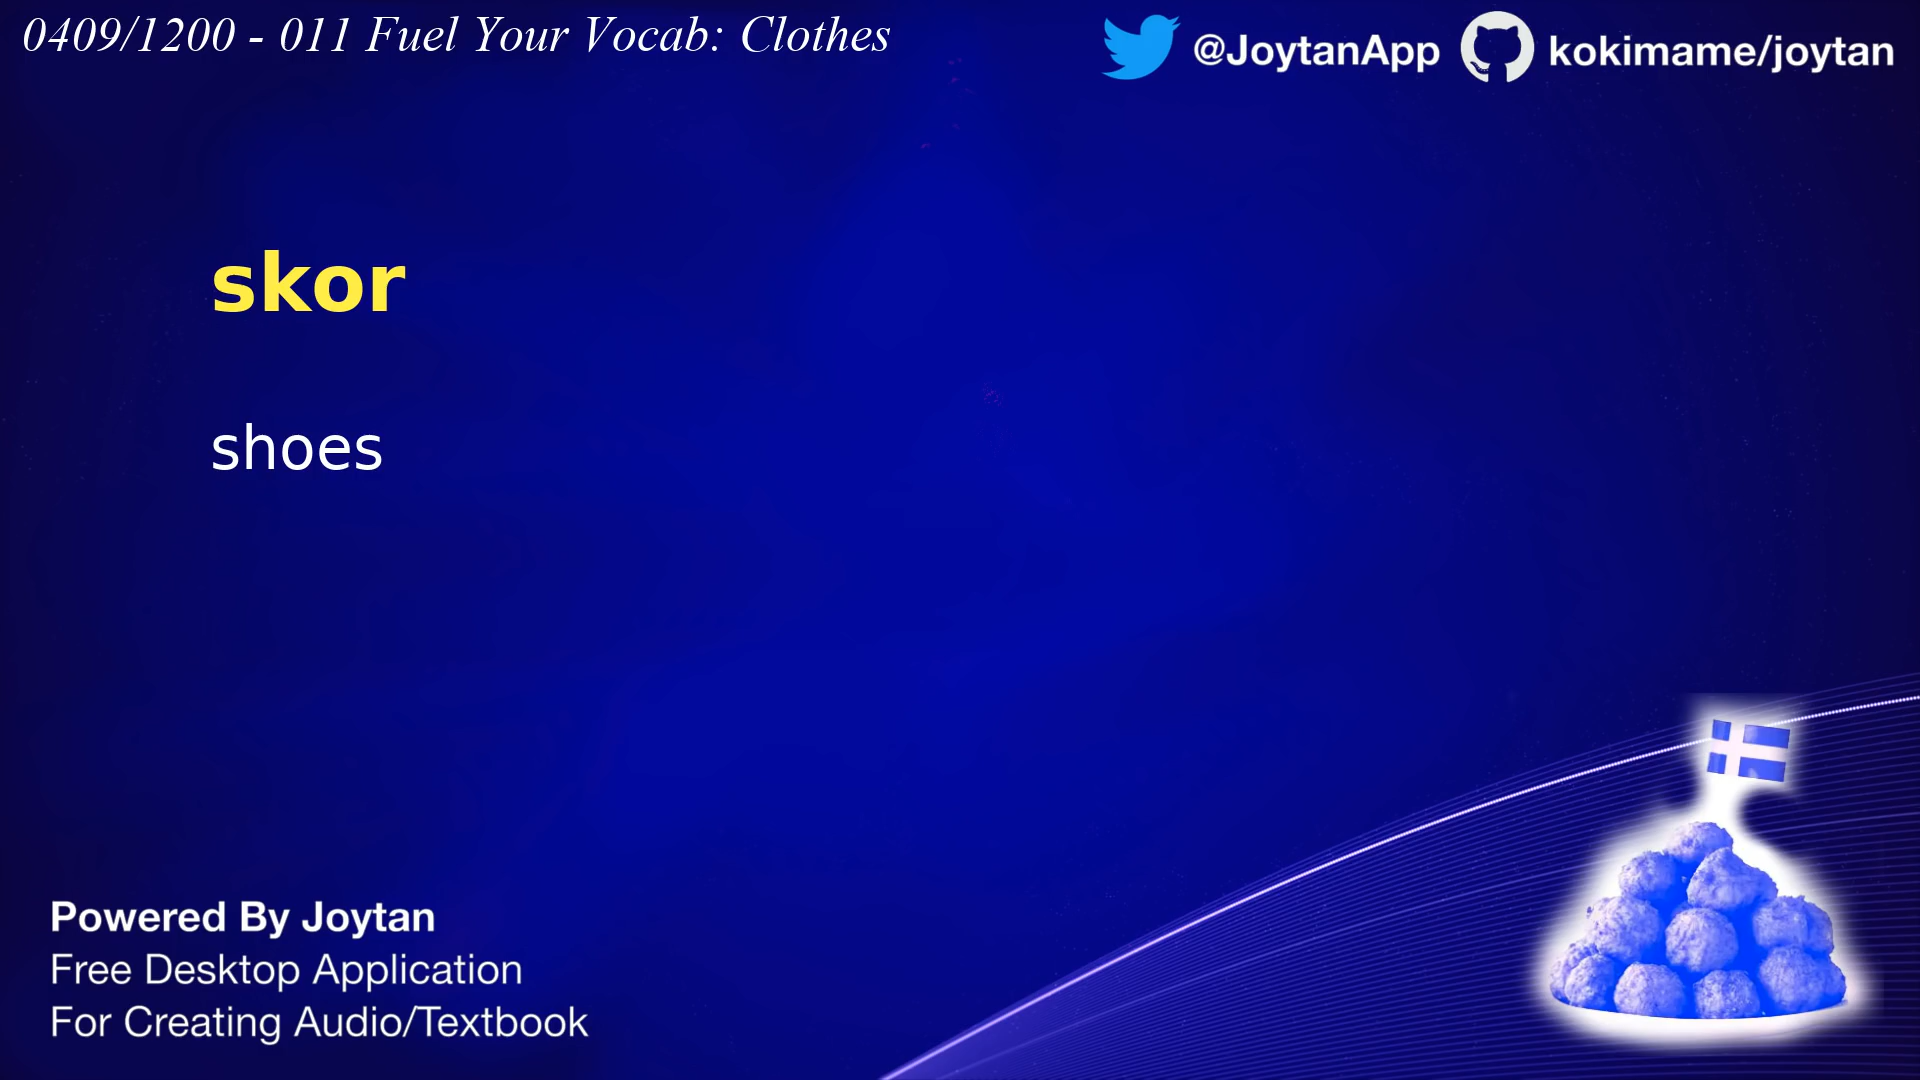 0409/1200 - 011 Fuel Your Vocab: Clothes
@JoytanApp
kokimame/joytan
skor
shoes
Powered By Joytan
Free Desktop Application
For Creating Audio/Textbook